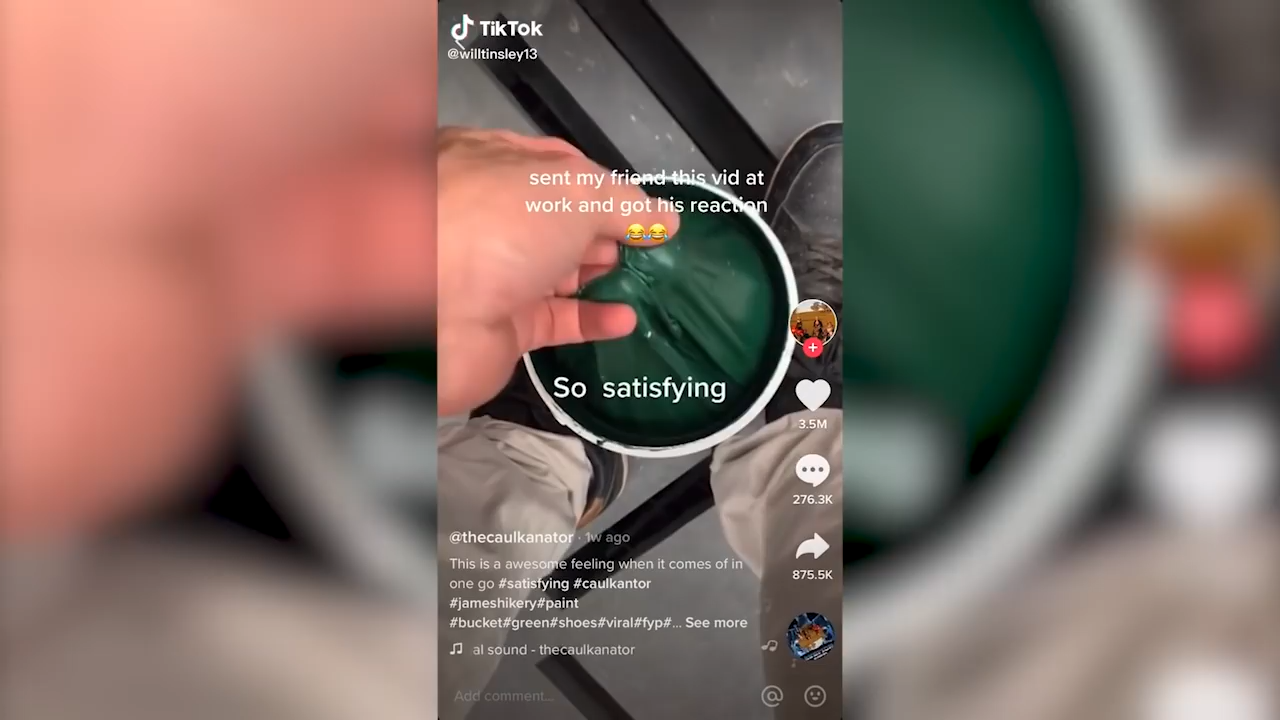 TikTok
@willtinsley13
sent my friend this vid at
work and got his reaction
😂😂
So satisfying
3.5M
276.3K
875.5K
@thecaulkanator · 1w ago
This is a awesome feeling when it comes of in
one go #satisfying #caulkantor
#jameshikery#paint
#bucket#green#shoes#viral#fyp#... See more
al sound - thecaulkanator
Add comment...